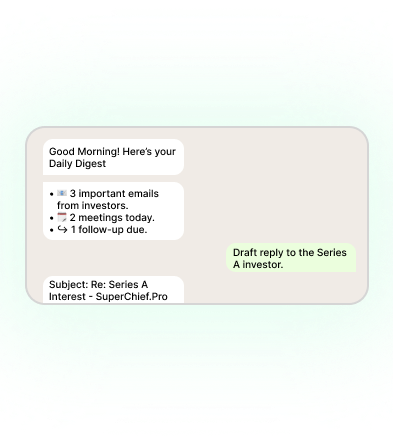 Good Morning! Here's your
Daily Digest
• 📧 3 important emails
from investors.
• 🗓️ 2 meetings today.
• ↪ 1 follow-up due.
Draft reply to the Series
A investor.
Subject: Re: Series A
Interest - SuperChief.Pro